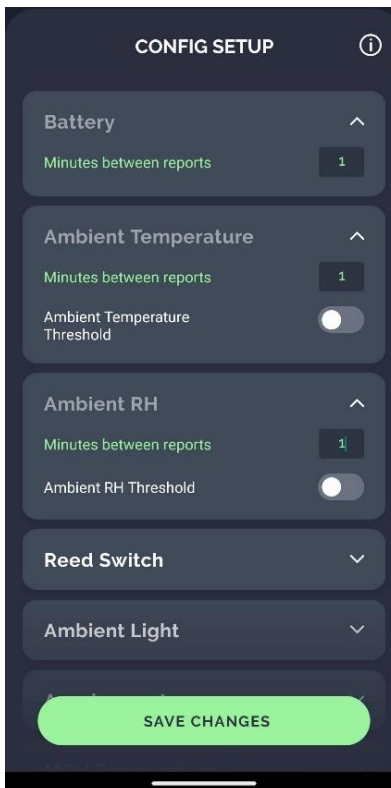 CONFIG SETUP
Battery
Minutes between reports 1
Ambient Temperature
Minutes between reports 1
Ambient Temperature
Threshold
Ambient RH
Minutes between reports 1
Ambient RH Threshold
Reed Switch
Ambient Light
SAVE CHANGES